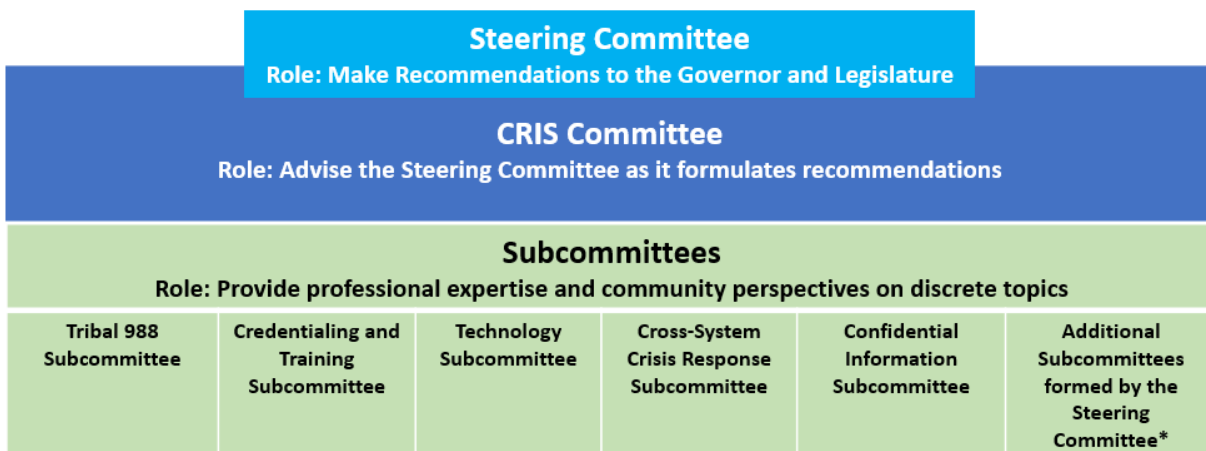 Steering Committee
Role: Make Recommendations to the Governor and Legislature
CRIS Committee
Role: Advise the Steering Committee as it formulates recommendations
Subcommittees
Role: Provide professional expertise and community perspectives on discrete topics
Tribal 988
Subcommittee
Credentialing and
Training
Subcommittee
Technology
Subcommittee
Cross-System
Crisis Response
Subcommittee
Confidential
Information
Subcommittee
Additional
Subcommittees
formed by the
Steering
Committee*